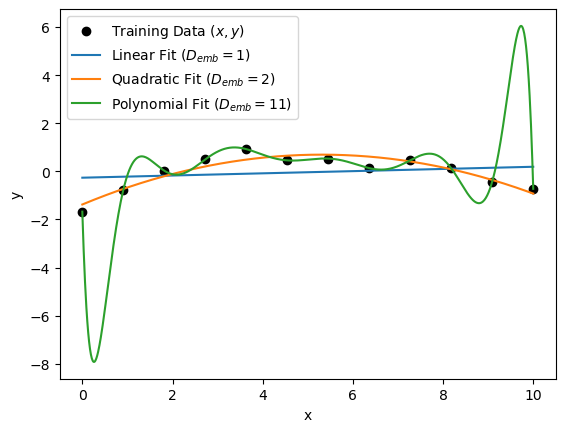 Training Data (x, y)
Linear Fit (D_emb = 1)
Quadratic Fit (D_emb = 2)
Polynomial Fit (D_emb = 11)
6
4
2
0
−2
−4
−6
−8
y
0 2 4 6 8 10
x